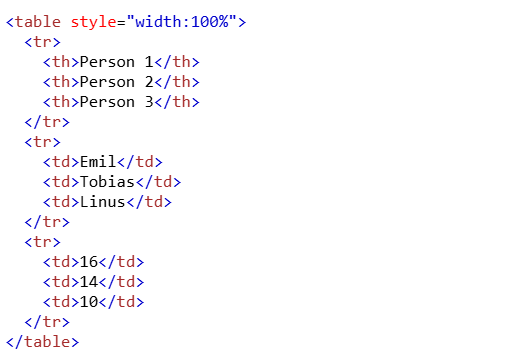 <table style="width:100%">
  <tr>
    <th>Person 1</th>
    <th>Person 2</th>
    <th>Person 3</th>
  </tr>
  <tr>
    <td>Emil</td>
    <td>Tobias</td>
    <td>Linus</td>
  </tr>
  <tr>
    <td>16</td>
    <td>14</td>
    <td>10</td>
  </tr>
</table>